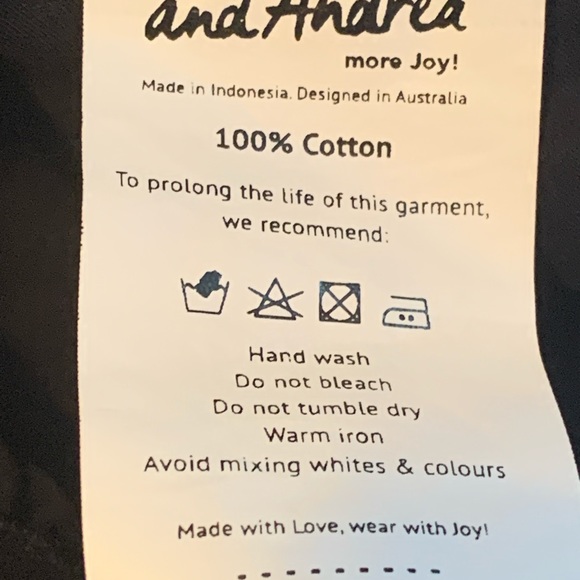 and Andrea
more Joy!
Made in Indonesia. Designed in Australia
100% Cotton
To prolong the life of this garment,
we recommend:
Hand wash
Do not bleach
Do not tumble dry
Warm iron
Avoid mixing whites & colours
Made with Love, wear with Joy!